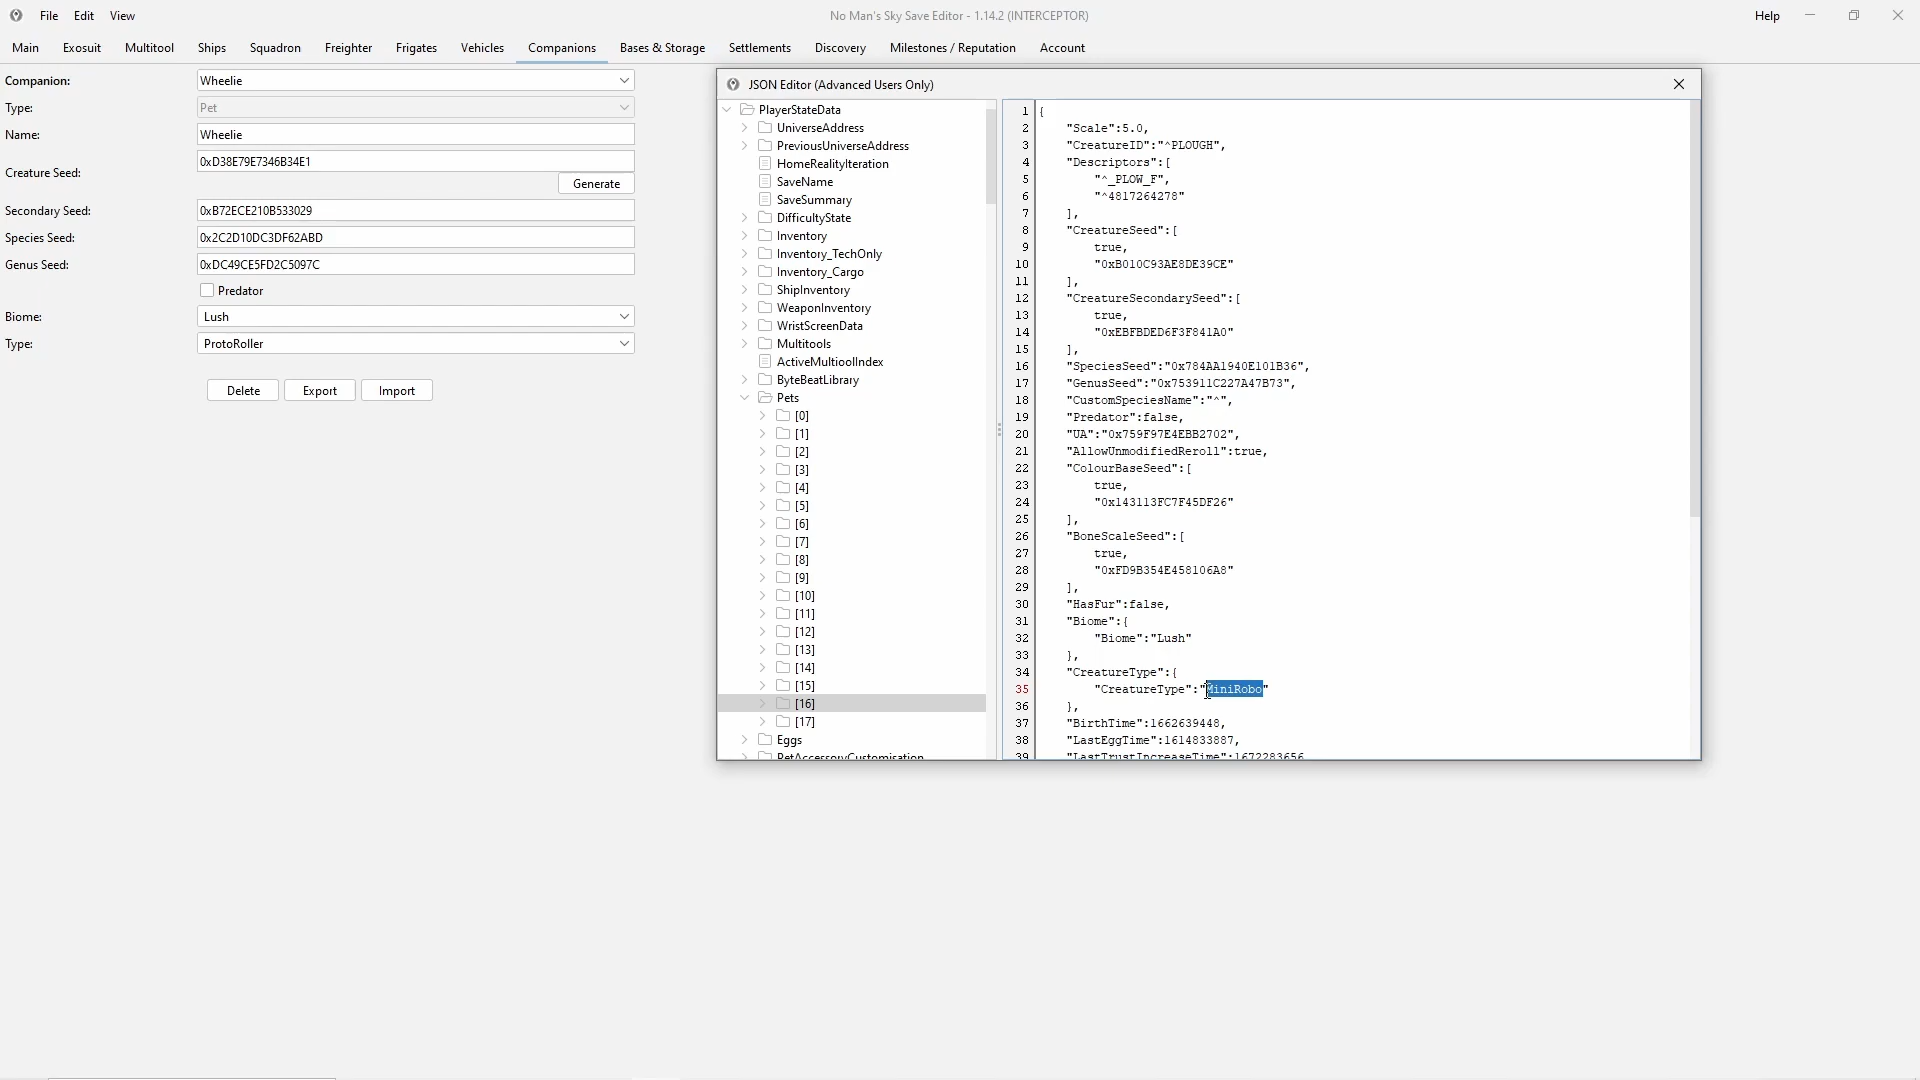 File Edit View
No Man's Sky Save Editor - 1.14.2 (INTERCEPTOR)
Help
Main Exosuit Multitool Ships Squadron Freighter Frigates Vehicles Companions Bases & Storage Settlements Discovery Milestones / Reputation Account
Companion: Wheelie
Type: Pet
Name: Wheelie
Creature Seed: 0xD38E79E7346B34E1
Generate
Secondary Seed: 0xB72ECE210B533029
Species Seed: 0x2C2D10DC3DF62ABD
Genus Seed: 0xDC49CE5FD2C5097C
Predator
Biome: Lush
Type: ProtoRoller
Delete Export Import
JSON Editor (Advanced Users Only)
PlayerStateData
UniverseAddress
PreviousUniverseAddress
HomeRealityIteration
SaveName
SaveSummary
DifficultyState
Inventory
Inventory_TechOnly
Inventory_Cargo
ShipInventory
WeaponInventory
WristScreenData
Multitools
ActiveMultioolIndex
ByteBeatLibrary
Pets
[0]
[1]
[2]
[3]
[4]
[5]
[6]
[7]
[8]
[9]
[10]
[11]
[12]
[13]
[14]
[15]
[16]
[17]
Eggs
PetAccessoryCustomisation
1 {
2 "Scale":5.0,
3 "CreatureID":"^PLOUGH",
4 "Descriptors":[
5 "^_PLOW_F",
6 "^4817264278"
7 ],
8 "CreatureSeed":[
9 true,
10 "0xB010C93AE8DE39CE"
11 ],
12 "CreatureSecondarySeed":[
13 true,
14 "0xEBFBDED6F3F841A0"
15 ],
16 "SpeciesSeed":"0x784AA1940E101B36",
17 "GenusSeed":"0x753911C227A47B73",
18 "CustomSpeciesName":"^",
19 "Predator":false,
20 "UA":"0x759F97E4EBB2702",
21 "AllowUnmodifiedReroll":true,
22 "ColourBaseSeed":[
23 true,
24 "0x143113FC7F45DF26"
25 ],
26 "BoneScaleSeed":[
27 true,
28 "0xFD9B354E458106A8"
29 ],
30 "HasFur":false,
31 "Biome":{
32 "Biome":"Lush"
33 },
34 "CreatureType":{
35 "CreatureType":"MiniRobo"
36 },
37 "BirthTime":1662639448,
38 "LastEggTime":1614833887,
39 "LastTrustIncreaseTime":1672283656